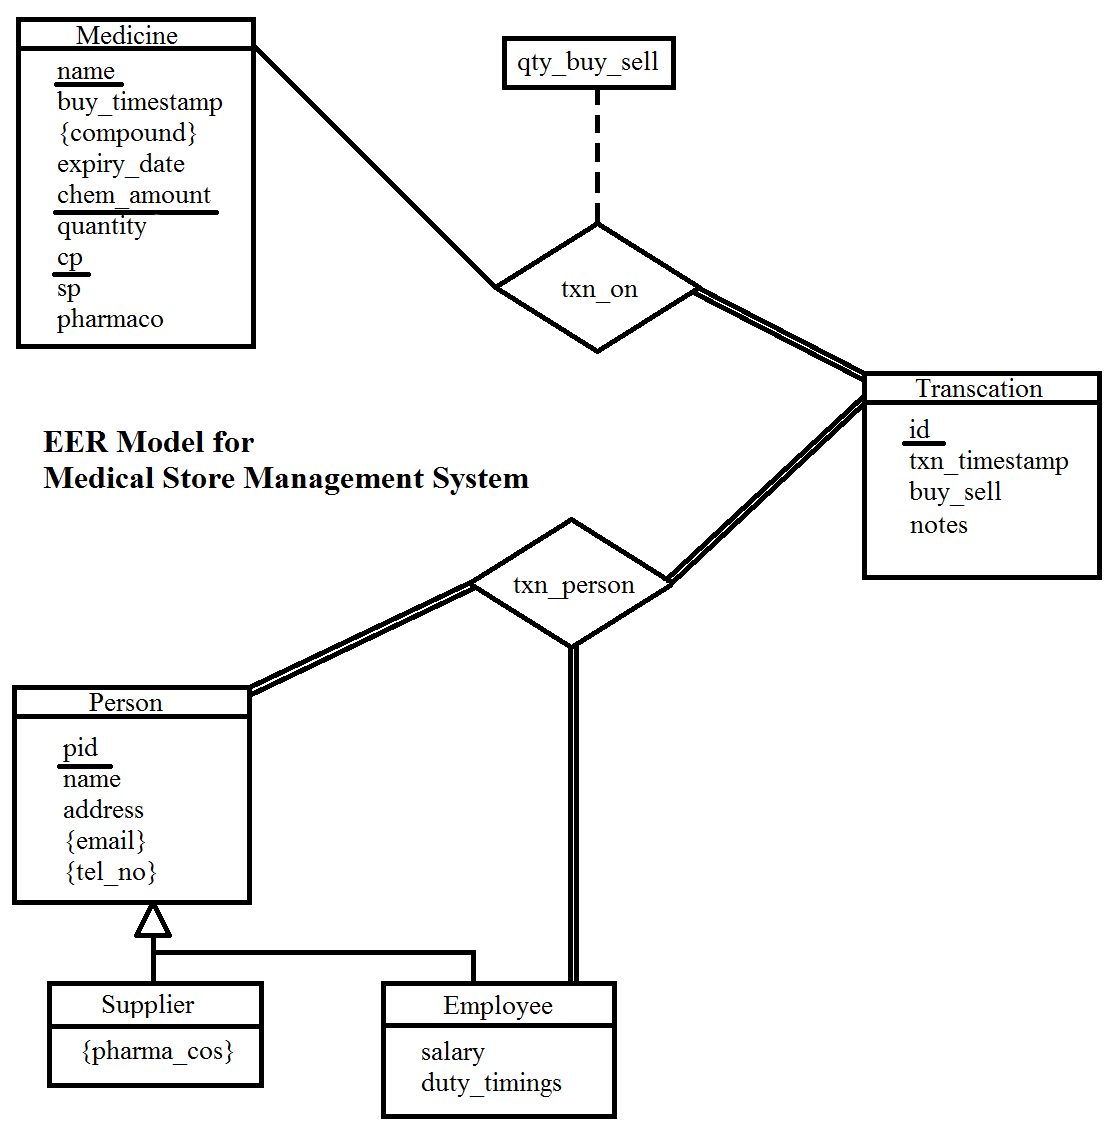 Medicine
name
buy_timestamp
{compound}
expiry_date
chem_amount
quantity
cp
sp
pharmaco
qty_buy_sell
txn_on
Transcation
id
txn_timestamp
buy_sell
notes
EER Model for
Medical Store Management System
txn_person
Person
pid
name
address
{email}
{tel_no}
Supplier
{pharma_cos}
Employee
salary
duty_timings